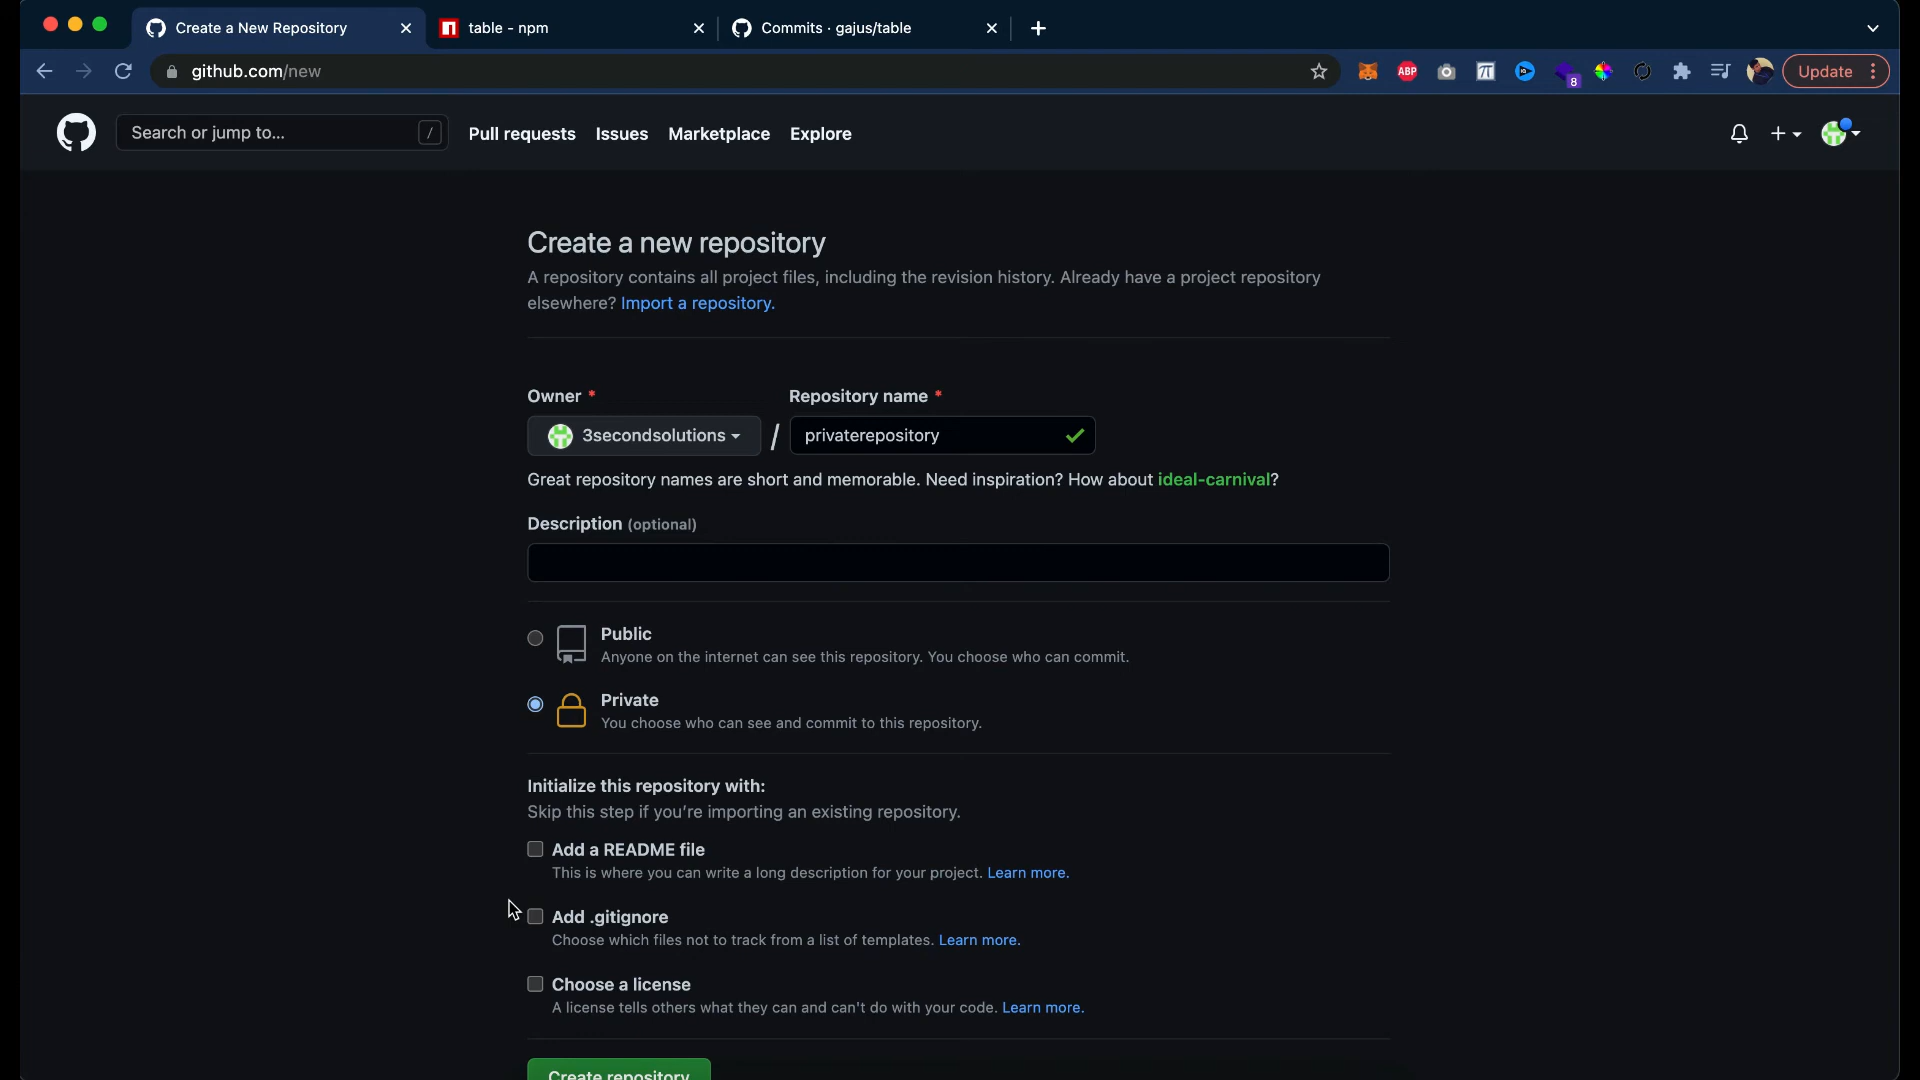 Create a New Repository
table - npm
Commits · gajus/table
github.com/new
ABP
8
Update
Search or jump to...
/
Pull requests
Issues
Marketplace
Explore
Create a new repository
A repository contains all project files, including the revision history. Already have a project repository
elsewhere? Import a repository.
Owner *
Repository name *
3secondsolutions
/
privaterepository
Great repository names are short and memorable. Need inspiration? How about ideal-carnival?
Description (optional)
Public
Anyone on the internet can see this repository. You choose who can commit.
Private
You choose who can see and commit to this repository.
Initialize this repository with:
Skip this step if you're importing an existing repository.
Add a README file
This is where you can write a long description for your project. Learn more.
Add .gitignore
Choose which files not to track from a list of templates. Learn more.
Choose a license
A license tells others what they can and can't do with your code. Learn more.
Create repository